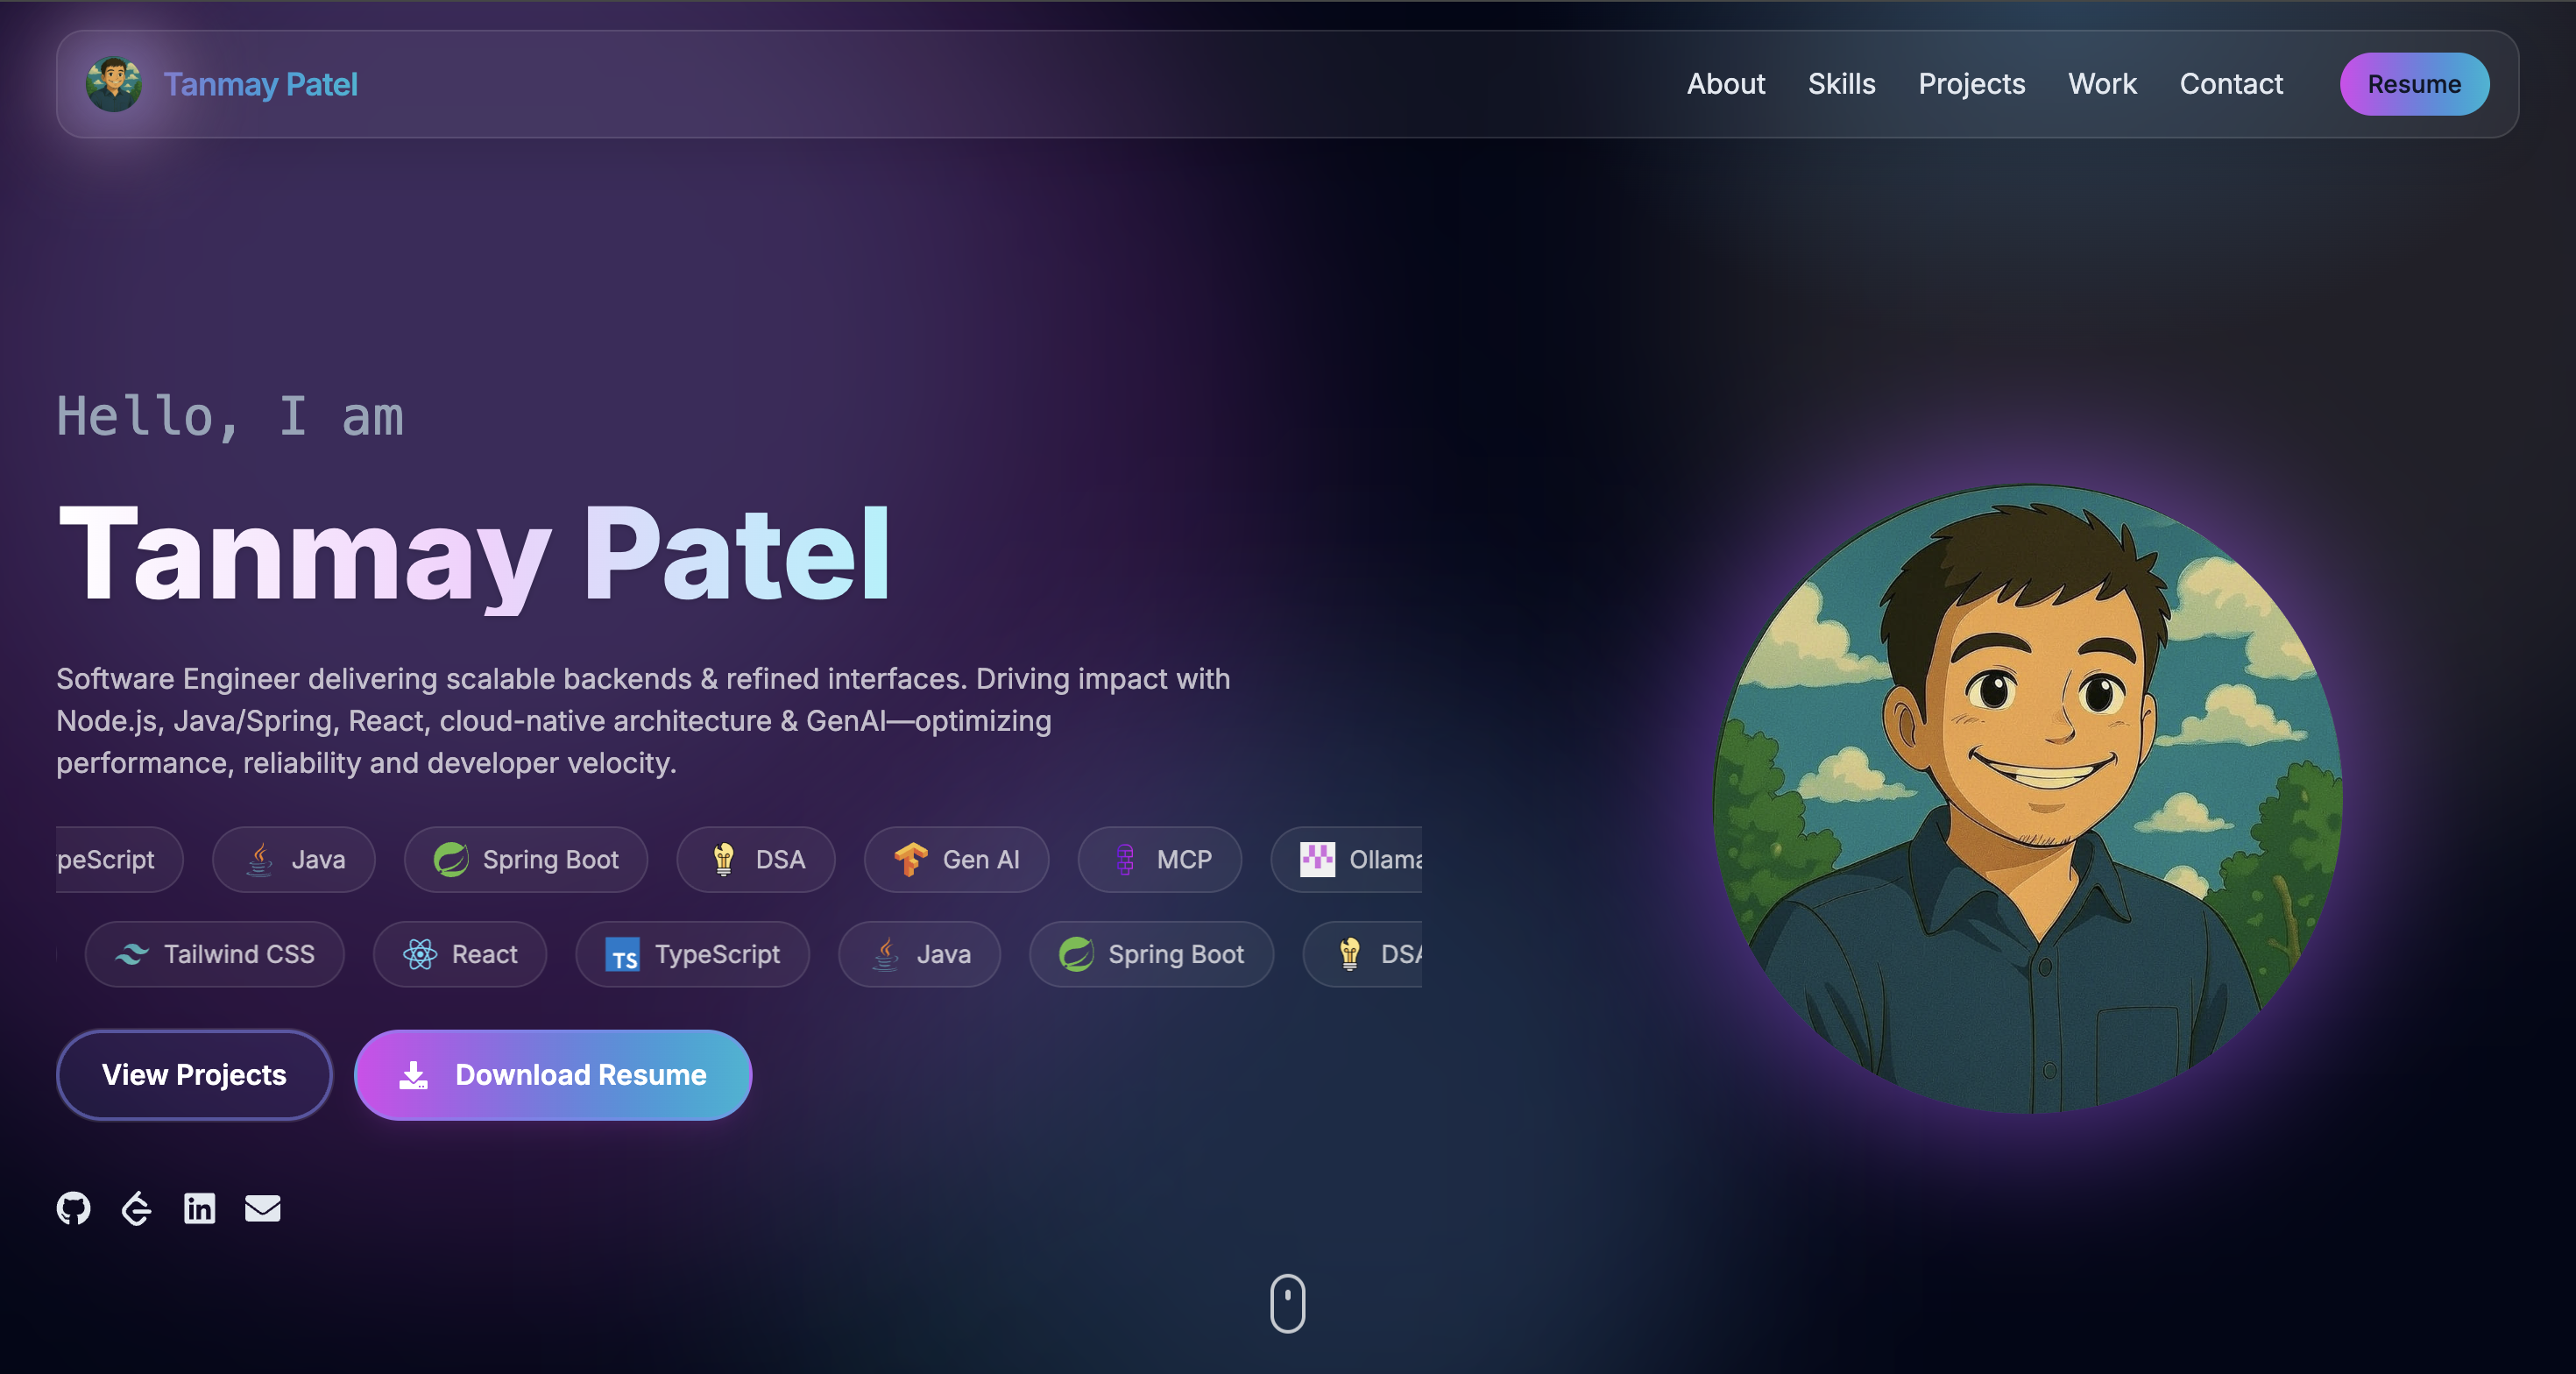 Tanmay Patel
About Skills Projects Work Contact Resume
Hello, I am
Tanmay Patel
Software Engineer delivering scalable backends & refined interfaces. Driving impact with
Node.js, Java/Spring, React, cloud-native architecture & GenAI—optimizing
performance, reliability and developer velocity.
peScript Java Spring Boot DSA Gen AI MCP Ollama
Tailwind CSS React TS TypeScript Java Spring Boot DSA
View Projects Download Resume
in